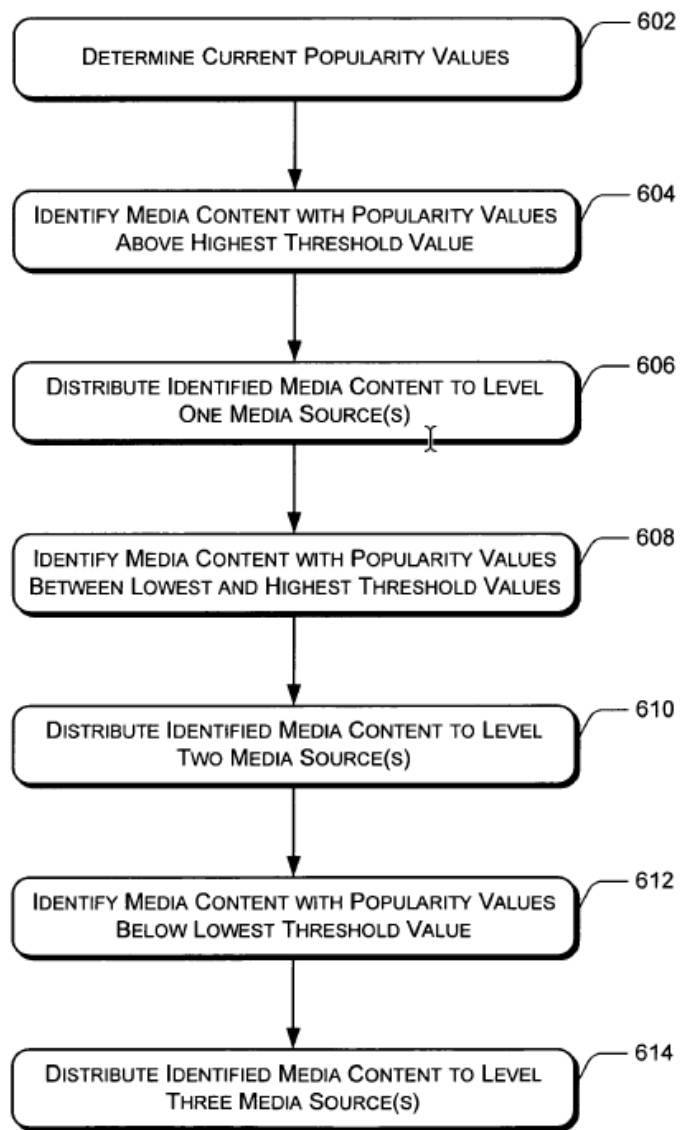 602
DETERMINE CURRENT POPULARITY VALUES
604
IDENTIFY MEDIA CONTENT WITH POPULARITY VALUES
ABOVE HIGHEST THRESHOLD VALUE
606
DISTRIBUTE IDENTIFIED MEDIA CONTENT TO LEVEL
ONE MEDIA SOURCE(S)
608
IDENTIFY MEDIA CONTENT WITH POPULARITY VALUES
BETWEEN LOWEST AND HIGHEST THRESHOLD VALUES
610
DISTRIBUTE IDENTIFIED MEDIA CONTENT TO LEVEL
TWO MEDIA SOURCE(S)
612
IDENTIFY MEDIA CONTENT WITH POPULARITY VALUES
BELOW LOWEST THRESHOLD VALUE
614
DISTRIBUTE IDENTIFIED MEDIA CONTENT TO LEVEL
THREE MEDIA SOURCE(S)